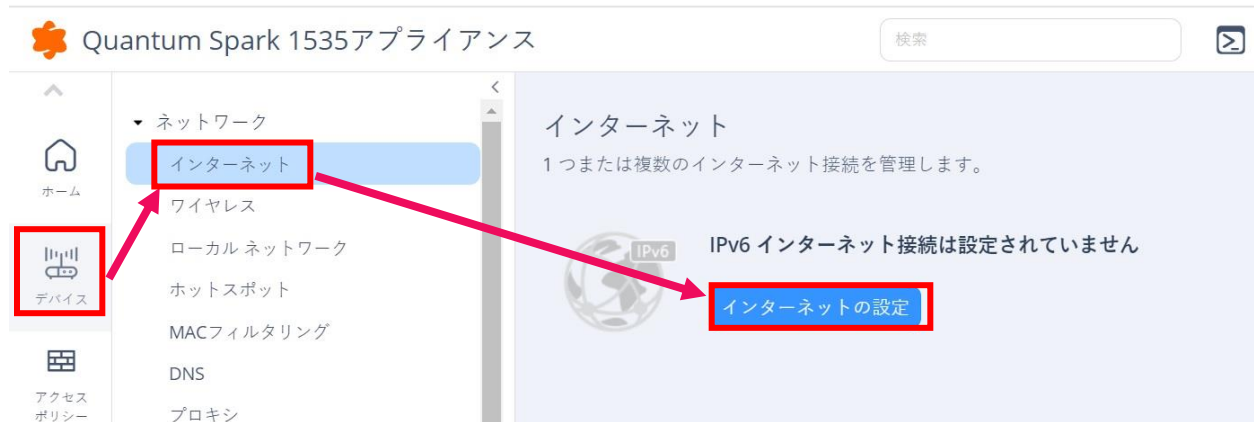 Quantum Spark 1535アプライアンス
検索
ホーム
デバイス
アクセス
ポリシー
ネットワーク
インターネット
ワイヤレス
ローカル ネットワーク
ホットスポット
MACフィルタリング
DNS
プロキシ
インターネット
1 つまたは複数のインターネット接続を管理します。
IPv6
IPv6 インターネット接続は設定されていません
インターネットの設定